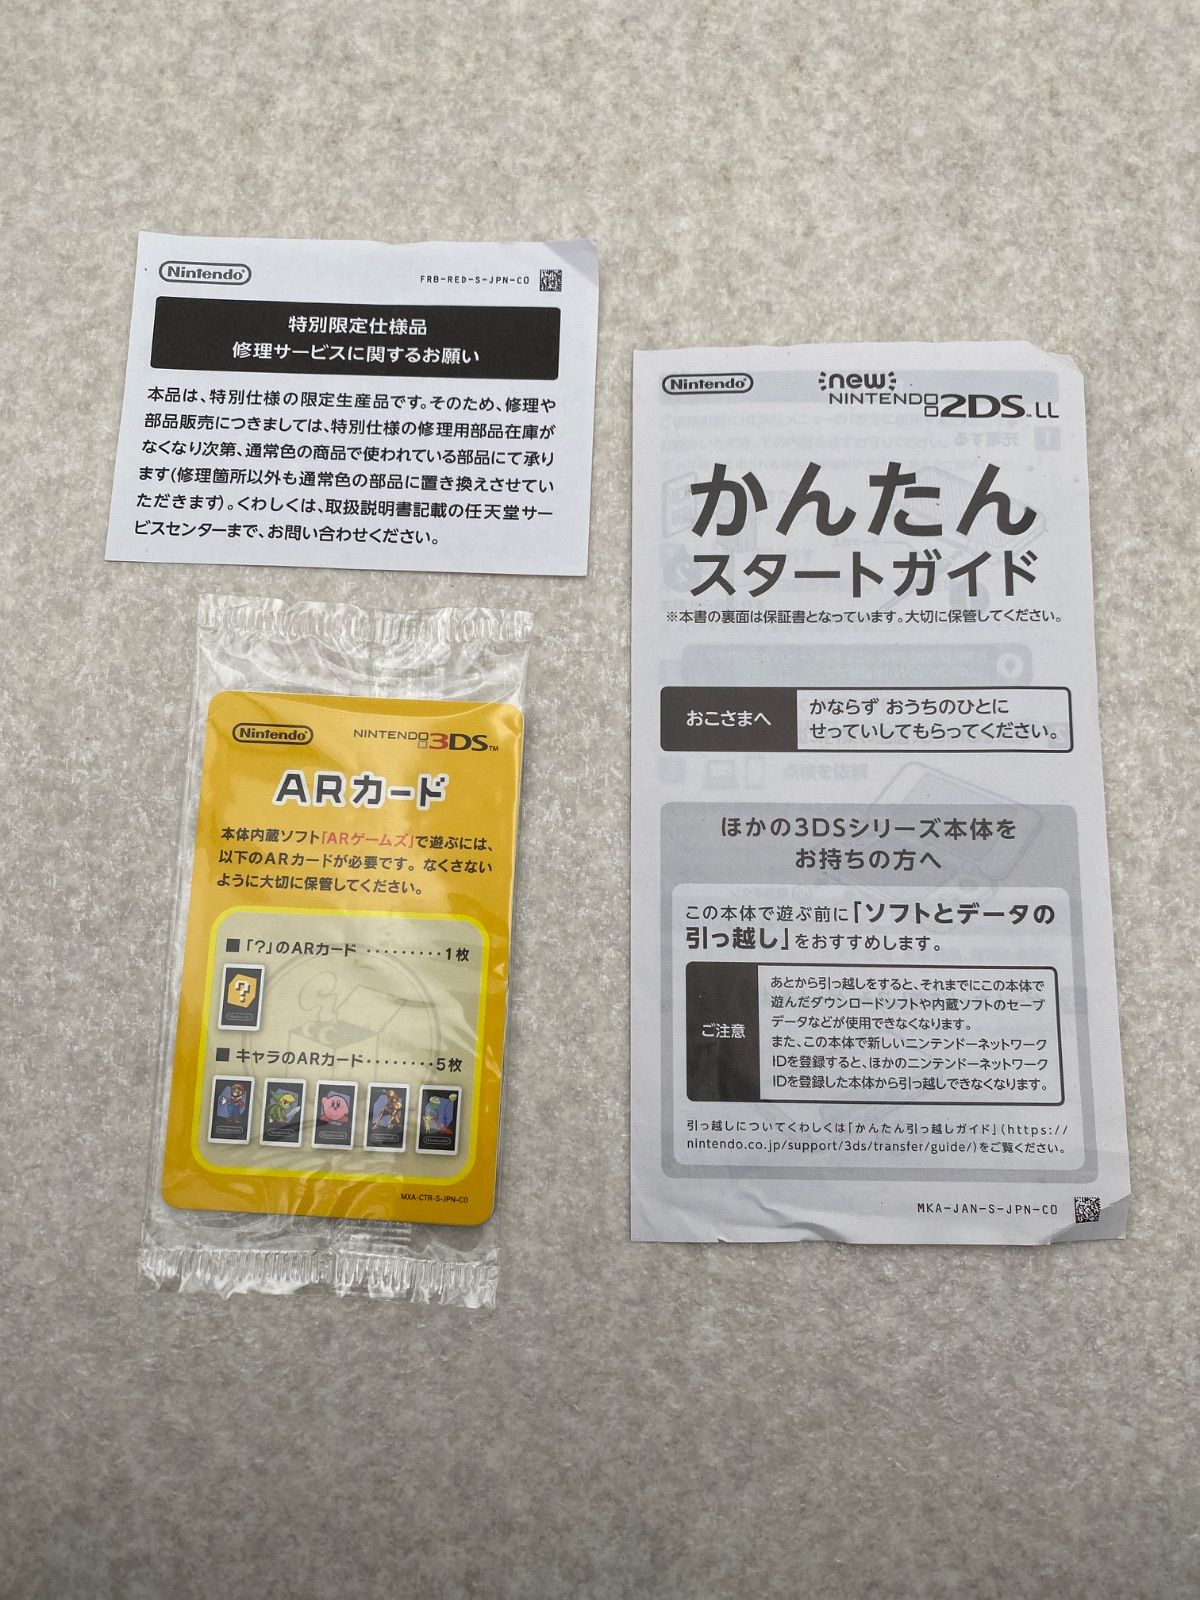 Nintendo
FRB-RED-S-JPN-C0
特別限定仕様品
修理サービスに関するお願い
本品は、特別仕様の限定生産品です。そのため、修理や
部品販売につきましては、特別仕様の修理用部品在庫が
なくなり次第、通常色の商品で使われている部品にて承り
ます(修理箇所以外も通常色の部品に置き換えさせてい
ただきます)。くわしくは、取扱説明書記載の任天堂サー
ビスセンターまで、お問い合わせください。
Nintendo
NINTENDO 3DS™
ARカード
本体内蔵ソフト「ARゲームズ」で遊ぶには、
以下のARカードが必要です。なくさない
ように大切に保管してください。
■「?」のARカード ·········1枚
?
Nintendo
■ キャラのARカード········5枚
Nintendo
Nintendo
Nintendo
Nintendo
Nintendo
MXA-CTR-S-JPN-C0
Nintendo
new
NINTENDO 2DS™ LL
かんたん
スタートガイド
※本書の裏面は保証書となっています。大切に保管してください。
おこさまへ
かならず おうちのひとに
せっていしてもらってください。
ほかの3DSシリーズ本体を
お持ちの方へ
この本体で遊ぶ前に「ソフトとデータの
引っ越し」をおすすめします。
ご注意
あとから引っ越しをすると、それまでにこの本体で
遊んだダウンロードソフトや内蔵ソフトのセーブ
データなどが使用できなくなります。
また、この本体で新しいニンテンドーネットワーク
IDを登録すると、ほかのニンテンドーネットワーク
IDを登録した本体から引っ越しできなくなります。
引っ越しについてくわしくは「かんたん引っ越しガイド」(https://
nintendo.co.jp/support/3ds/transfer/guide/)をご覧ください。
MKA-JAN-S-JPN-C0